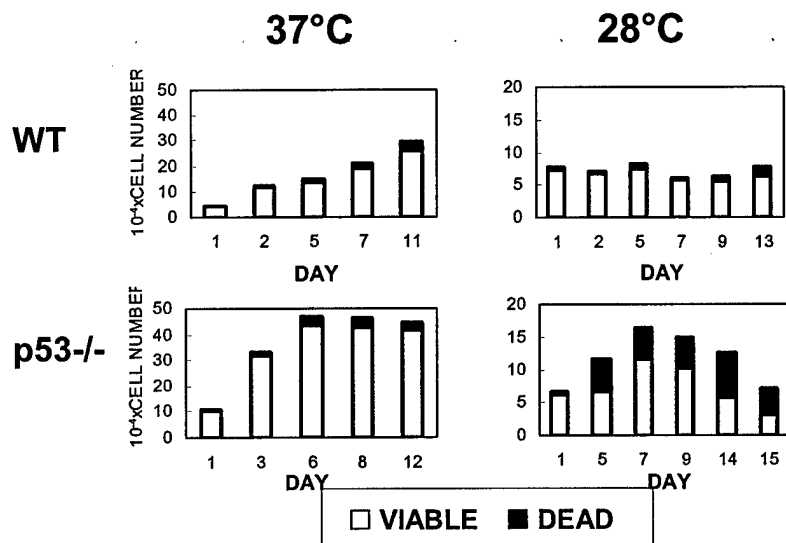 37°C
28°C
WT
10⁻⁴xCELL NUMBER
50
40
30
20
10
0
1 2 5 7 11
DAY
20
15
10
5
0
1 2 5 7 9 13
DAY
p53-/-
10⁻⁴xCELL NUMBER
50
40
30
20
10
0
1 3 6 8 12
DAY
20
15
10
5
0
1 5 7 9 14 15
DAY
VIABLE DEAD